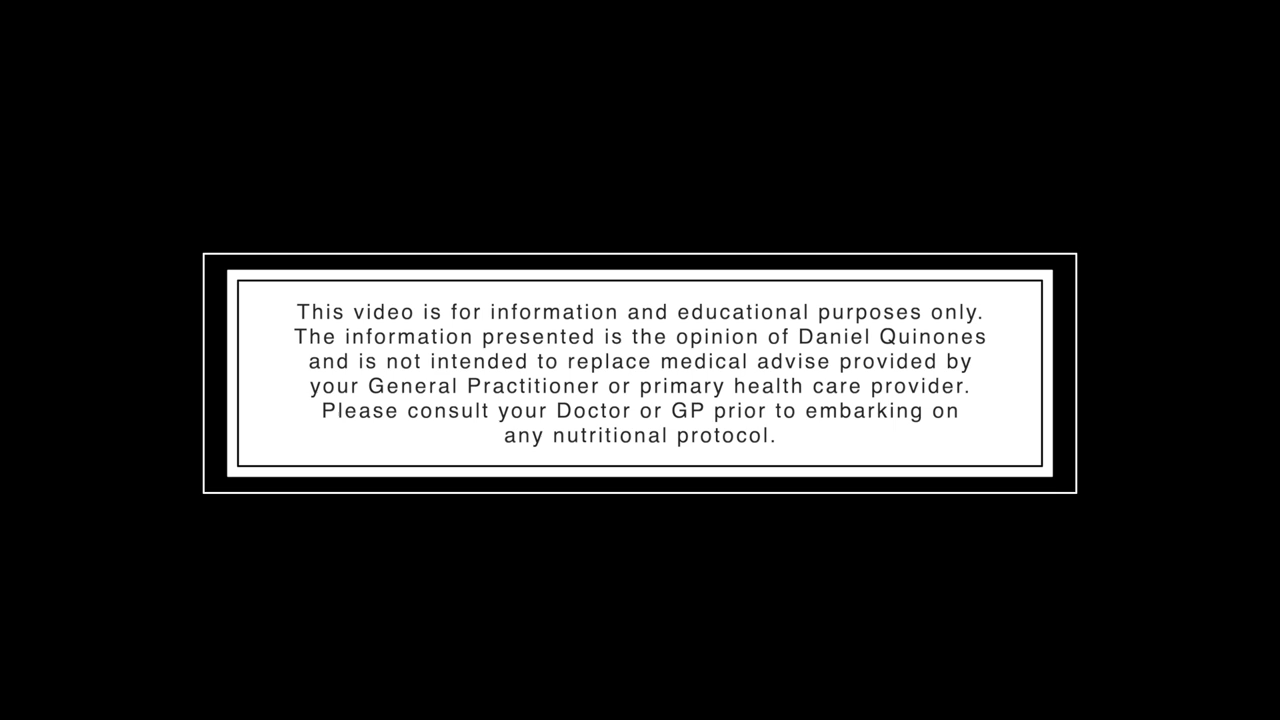 This video is for information and educational purposes only.
The information presented is the opinion of Daniel Quinones
and is not intended to replace medical advise provided by
your General Practitioner or primary health care provider.
Please consult your Doctor or GP prior to embarking on
any nutritional protocol.